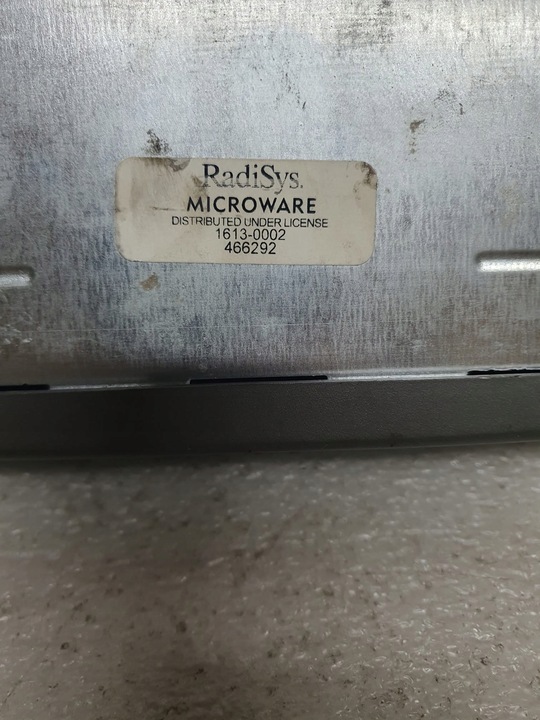 RadiSys.
MICROWARE
DISTRIBUTED UNDER LICENSE
1613-0002
466292